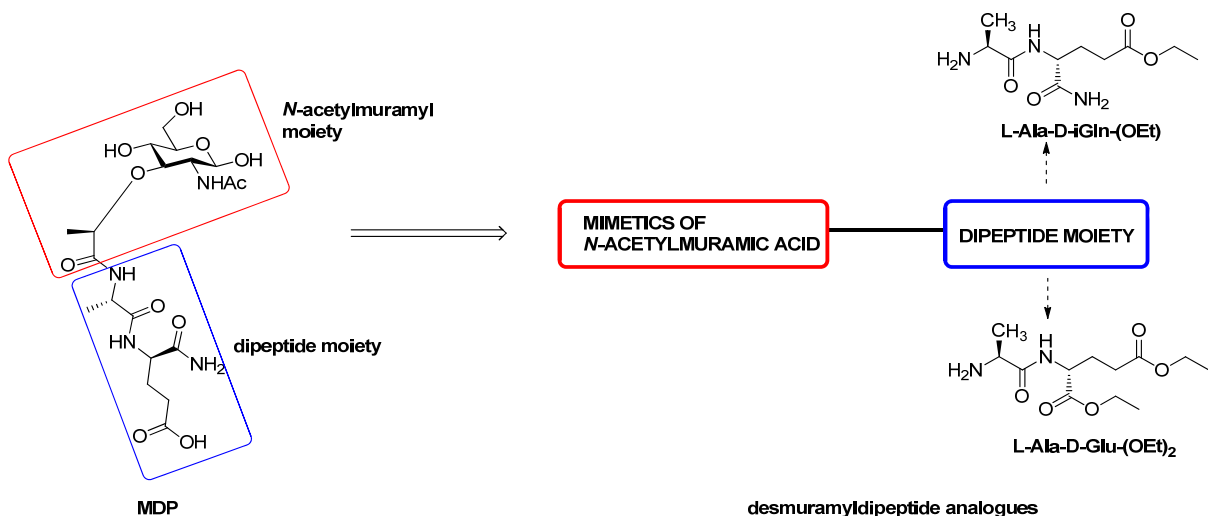 N-acetylmuramyl
moiety
OH
HO
O
HO
OH
O
NHAc
O
NH
O
O
HN
NH2
dipeptide moiety
O
OH
MDP
MIMETICS OF
N-ACETYLMURAMIC ACID
DIPEPTIDE MOIETY
CH3
H
N
O
H2N
O
O
O
NH2
L-Ala-D-iGln-(OEt)
CH3
H
N
O
H2N
O
O
O
O
L-Ala-D-Glu-(OEt)2
desmuramyldipeptide analogues